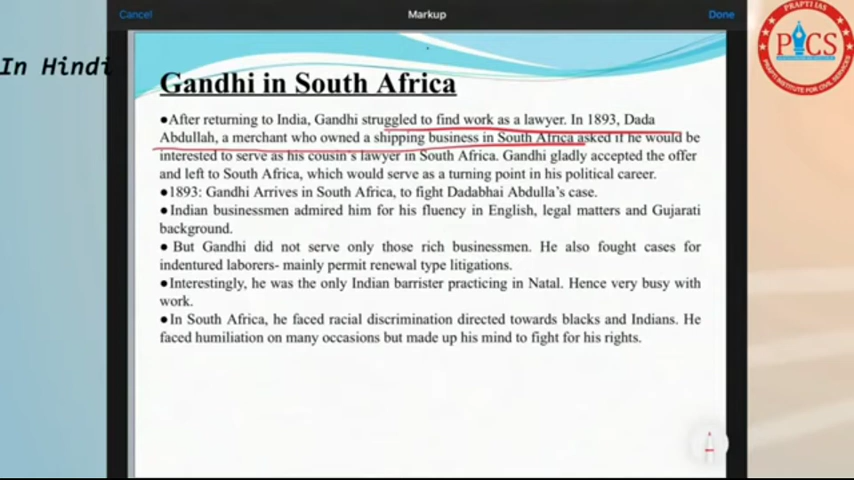 Cancel
Markup
Done
In Hindi
PRAPTI IAS
PiCS
PRAPTI INSTITUTE FOR CIVIL SERVICES
Gandhi in South Africa
●After returning to India, Gandhi struggled to find work as a lawyer. In 1893, Dada
Abdullah, a merchant who owned a shipping business in South Africa asked if he would be
interested to serve as his cousin's lawyer in South Africa. Gandhi gladly accepted the offer
and left to South Africa, which would serve as a turning point in his political career.
●1893: Gandhi Arrives in South Africa, to fight Dadabhai Abdulla's case.
●Indian businessmen admired him for his fluency in English, legal matters and Gujarati
background.
● But Gandhi did not serve only those rich businessmen. He also fought cases for
indentured laborers- mainly permit renewal type litigations.
●Interestingly, he was the only Indian barrister practicing in Natal. Hence very busy with
work.
●In South Africa, he faced racial discrimination directed towards blacks and Indians. He
faced humiliation on many occasions but made up his mind to fight for his rights.